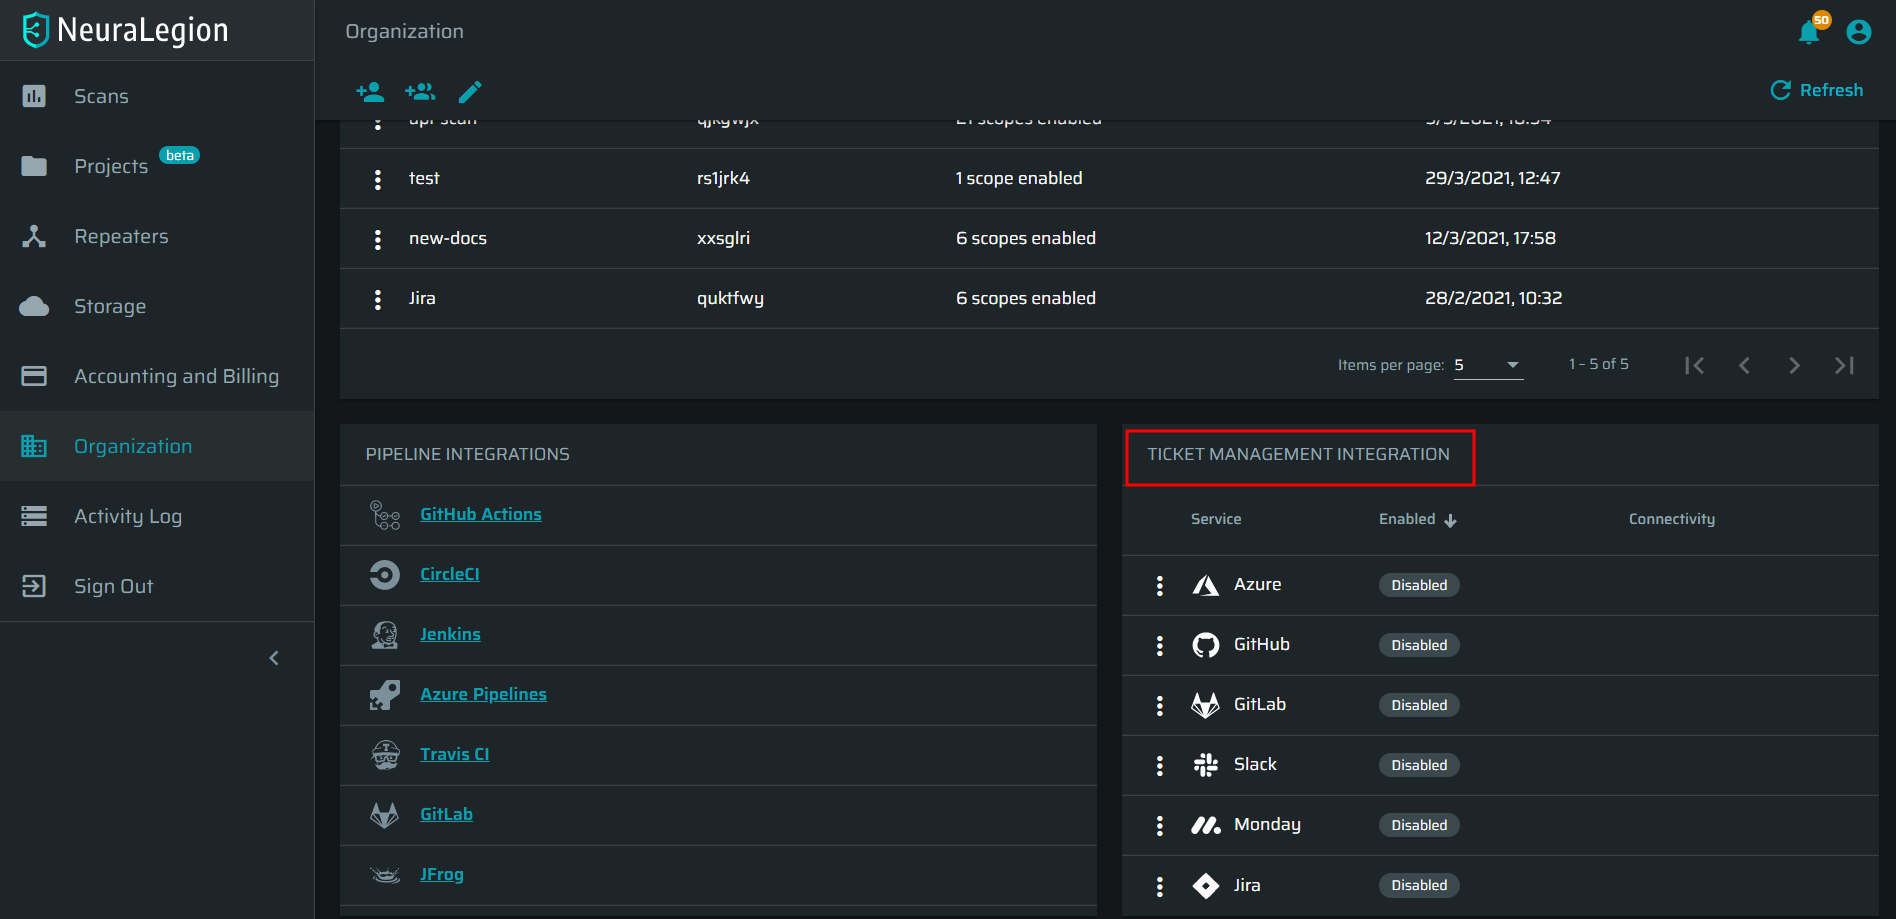 NeuraLegion
Scans
Projects beta
Repeaters
Storage
Accounting and Billing
Organization
Activity Log
Sign Out
Organization
50
Refresh
test rs1jrk4 1 scope enabled 29/3/2021, 12:47
new-docs xxsglri 6 scopes enabled 12/3/2021, 17:58
Jira quktfwy 6 scopes enabled 28/2/2021, 10:32
Items per page: 5 1 – 5 of 5
PIPELINE INTEGRATIONS
GitHub Actions
CircleCI
Jenkins
Azure Pipelines
Travis CI
GitLab
JFrog
TICKET MANAGEMENT INTEGRATION
Service Enabled Connectivity
Azure Disabled
GitHub Disabled
GitLab Disabled
Slack Disabled
Monday Disabled
Jira Disabled